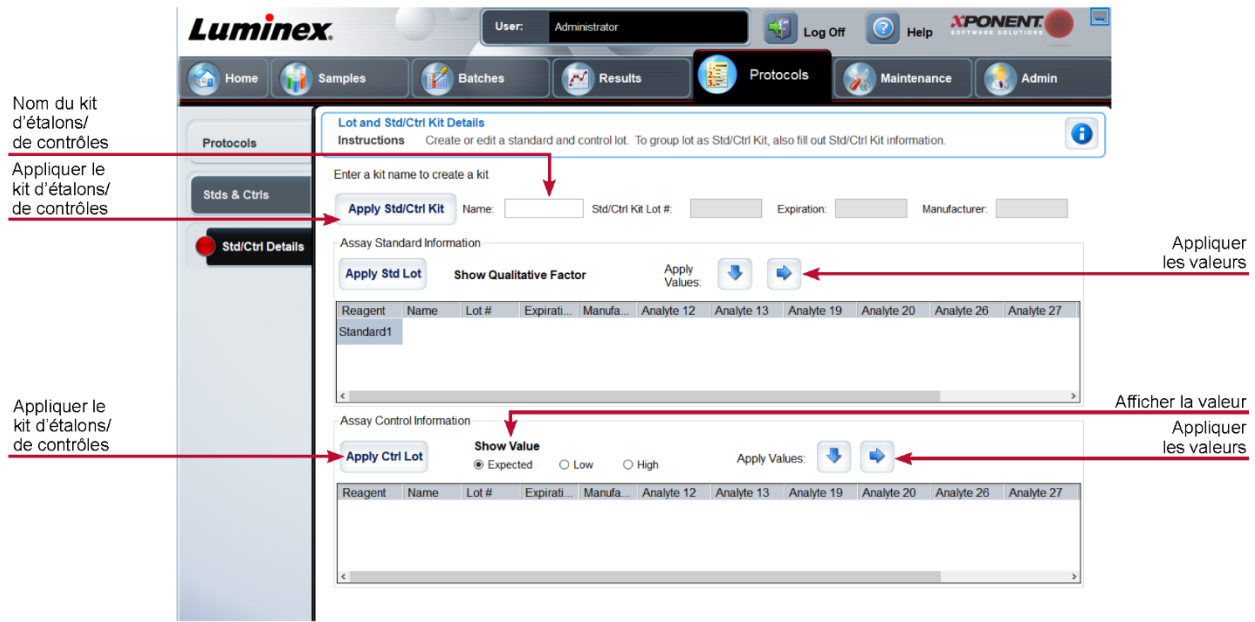 Luminex.
User: Administrator
Log Off
Help
XPONENT.
SOFTWARE SOLUTIONS
Home
Samples
Batches
Results
Protocols
Maintenance
Admin
Nom du kit
d'étalons/
de contrôles
Appliquer le
kit d'étalons/
de contrôles
Protocols
Stds & Ctrls
Std/Ctrl Details
Lot and Std/Ctrl Kit Details
Instructions Create or edit a standard and control lot. To group lot as Std/Ctrl Kit, also fill out Std/Ctrl Kit information.
Enter a kit name to create a kit
Apply Std/Ctrl Kit Name: Std/Ctrl Kit Lot #: Expiration: Manufacturer:
Assay Standard Information
Apply Std Lot Show Qualitative Factor Apply
Values:
Appliquer
les valeurs
Reagent Name Lot # Expirati... Manufa... Analyte 12 Analyte 13 Analyte 19 Analyte 20 Analyte 26 Analyte 27
Standard1
Appliquer le
kit d'étalons/
de contrôles
Assay Control Information
Apply Ctrl Lot
Show Value
Expected Low High
Apply Values:
Afficher la valeur
Appliquer
les valeurs
Reagent Name Lot # Expirati... Manufa... Analyte 12 Analyte 13 Analyte 19 Analyte 20 Analyte 26 Analyte 27